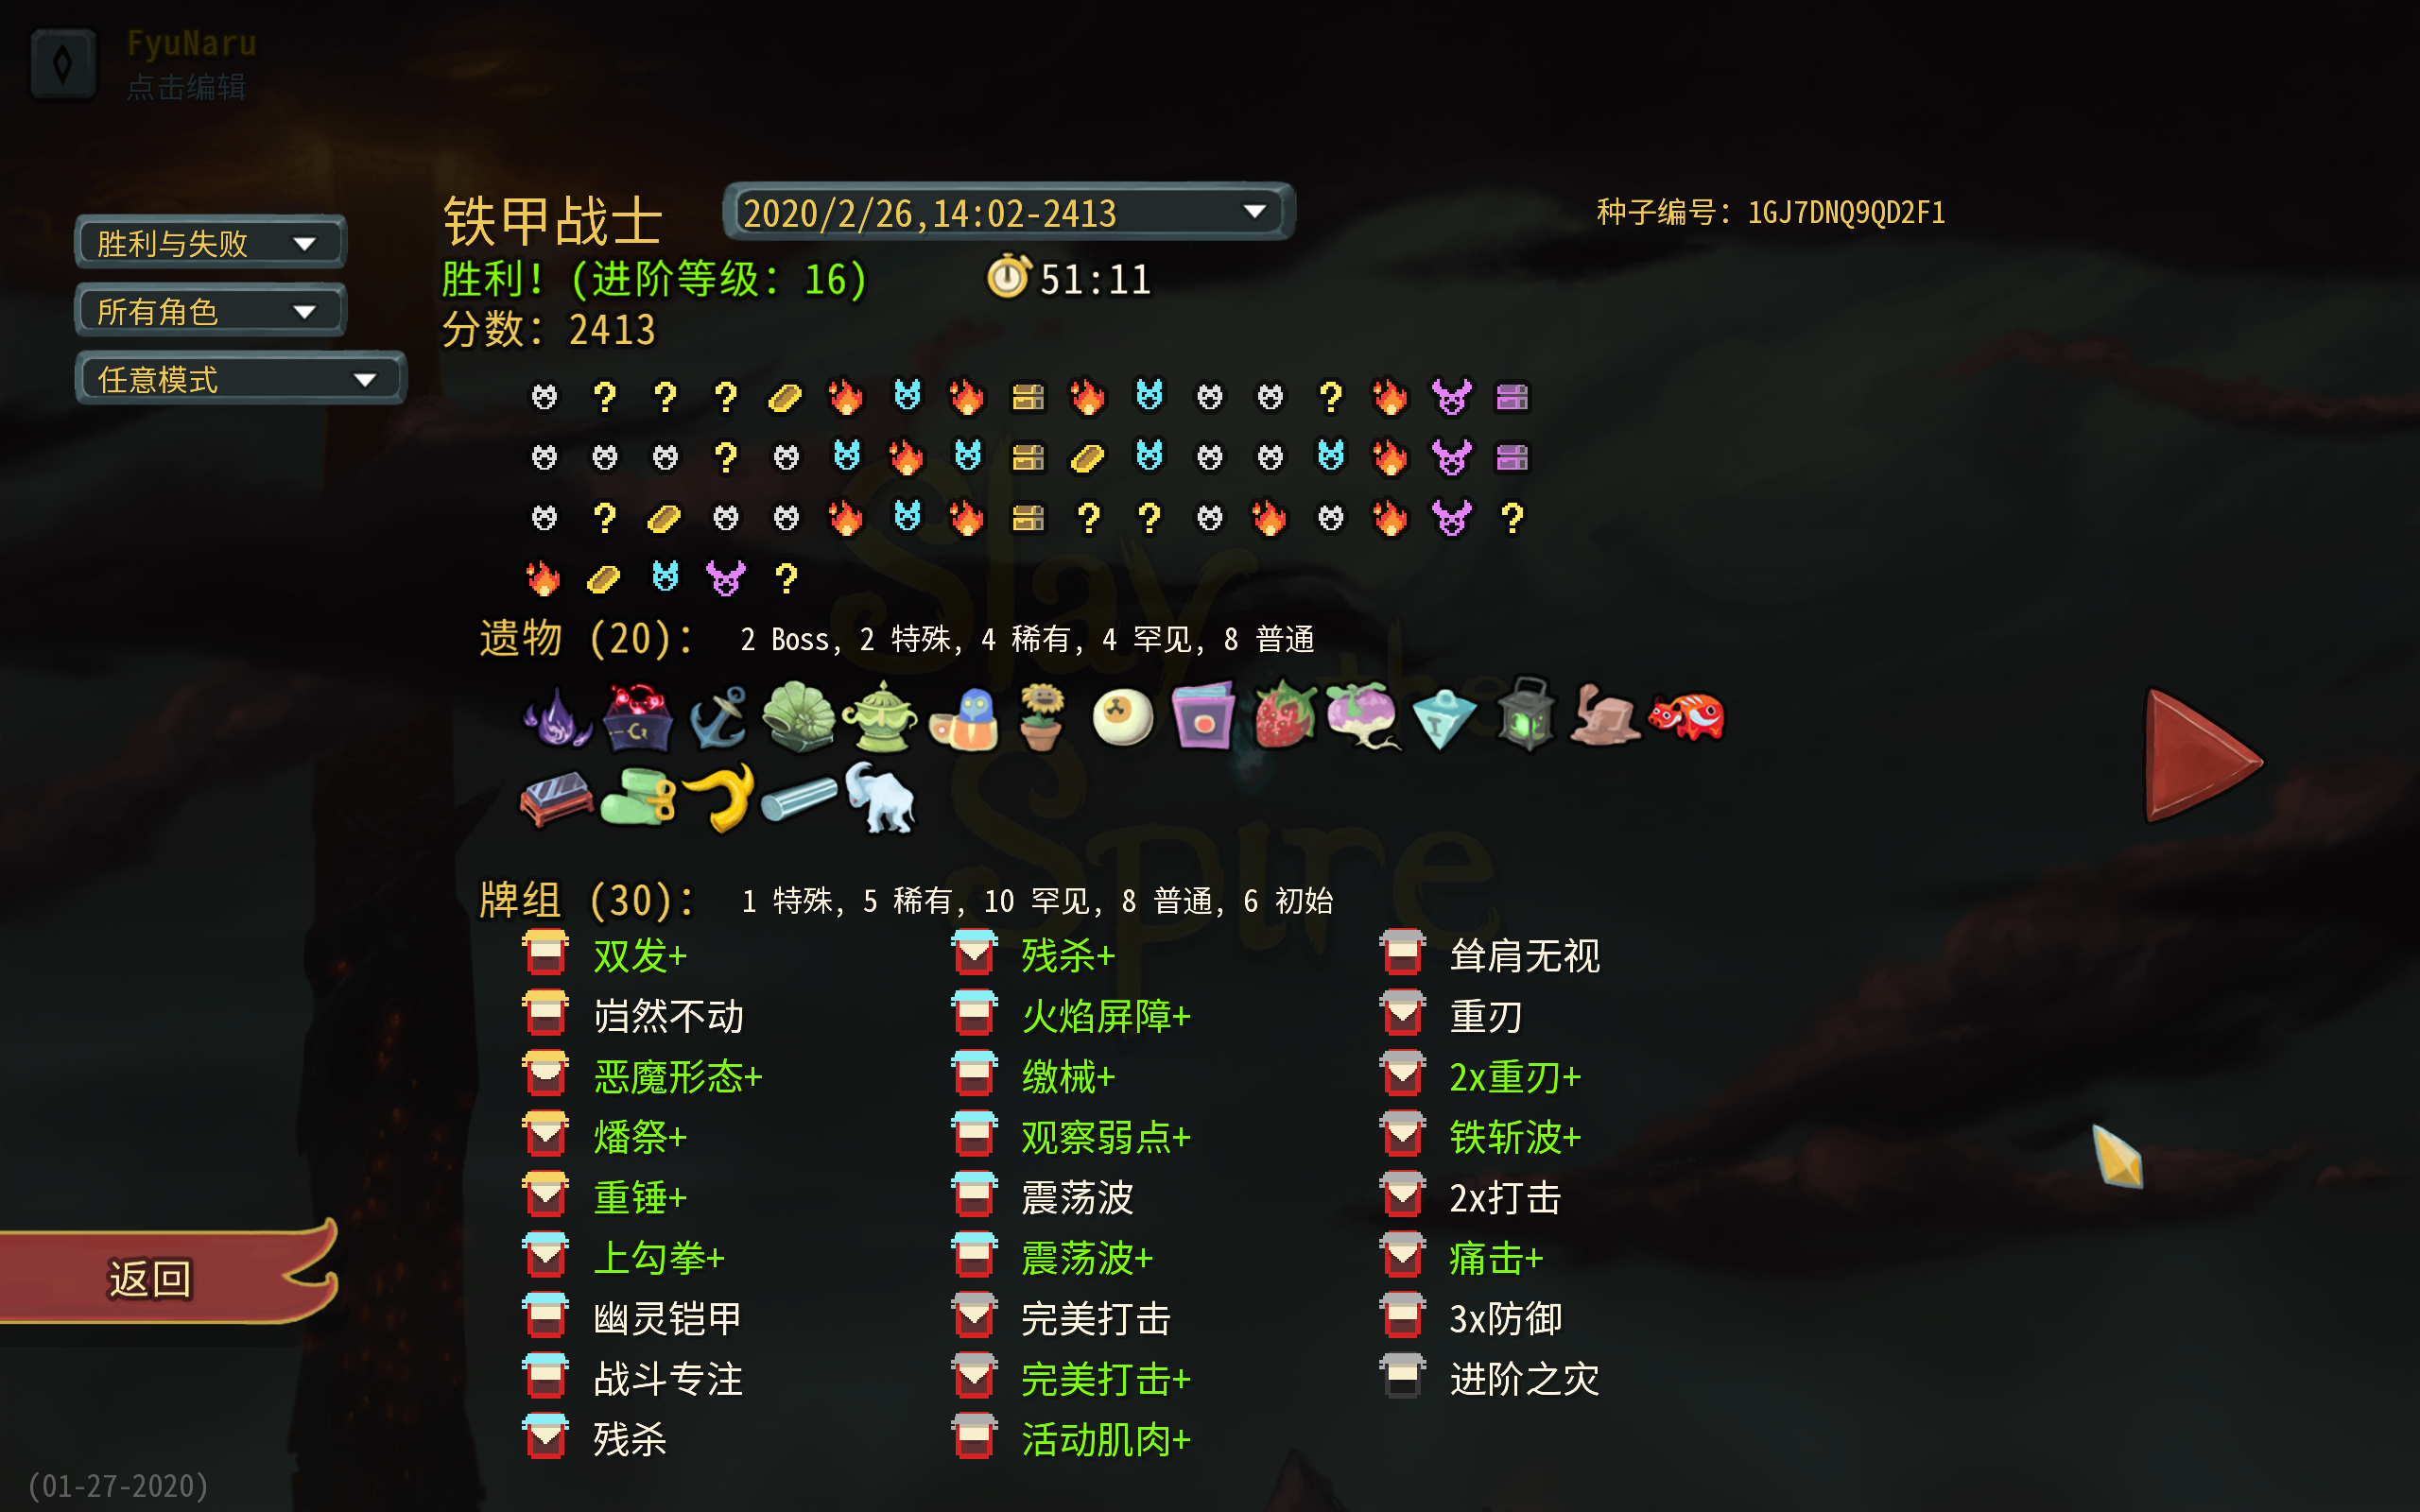 FyuNaru
点击编辑
铁甲战士
2020/2/26,14:02-2413
种子编号: 1GJ7DNQ9QD2F1
胜利与失败
胜利! (进阶等级: 16)
51:11
所有角色
分数: 2413
任意模式
遗物 (20): 2 Boss, 2 特殊, 4 稀有, 4 罕见, 8 普通
Slay
the
Spire
牌组 (30): 1 特殊, 5 稀有, 10 罕见, 8 普通, 6 初始
双发+
岿然不动
恶魔形态+
燔祭+
重锤+
上勾拳+
幽灵铠甲
战斗专注
残杀
残杀+
火焰屏障+
缴械+
观察弱点+
震荡波
震荡波+
完美打击
完美打击+
活动肌肉+
耸肩无视
重刃
2x重刃+
铁斩波+
2x打击
痛击+
3x防御
进阶之灾
返回
(01-27-2020)